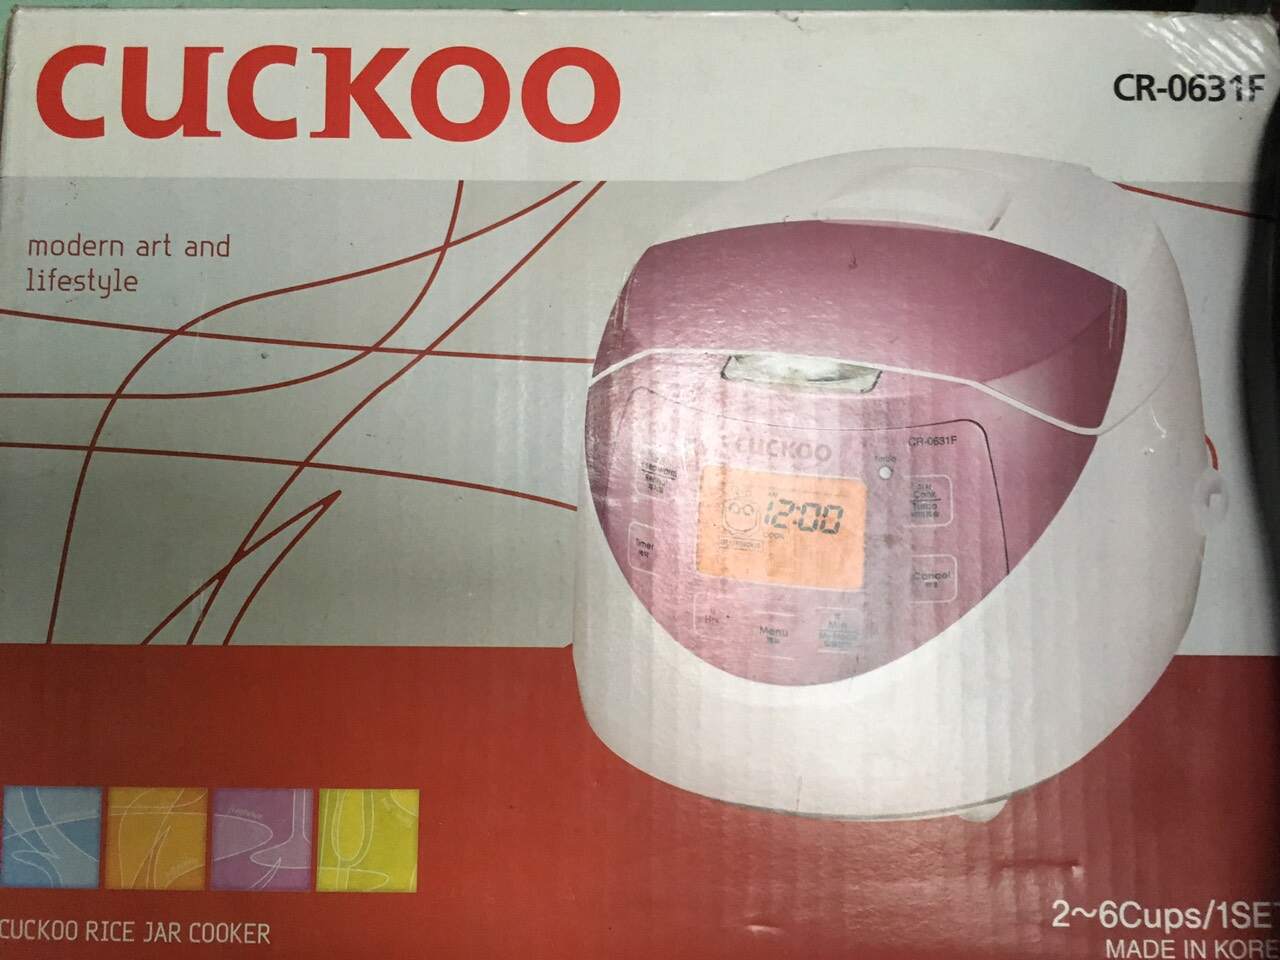 CUCKOO
CR-0631F
modern art and
lifestyle
CUCKOO
CR-0631F
12:00
Timer
Cancel
Menu
CUCKOO RICE JAR COOKER
2~6Cups/1SET
MADE IN KORE